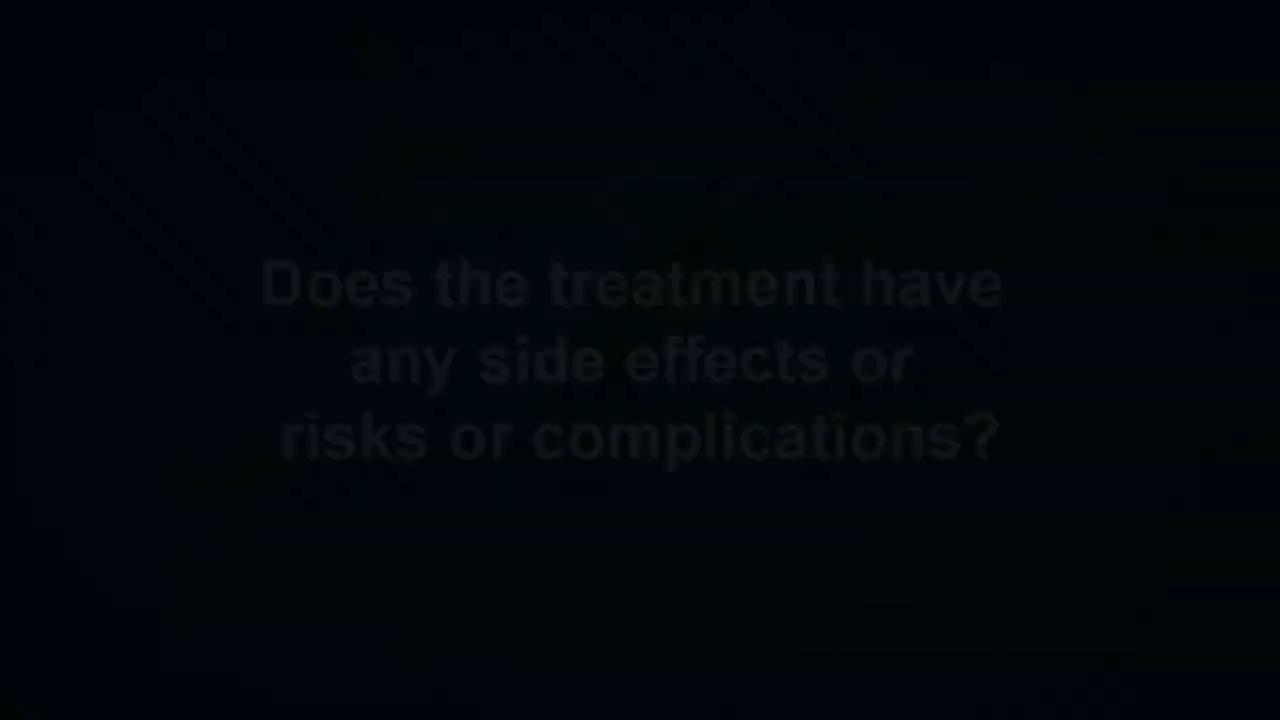 Does the treatment have
any side effects or
risks or complications?